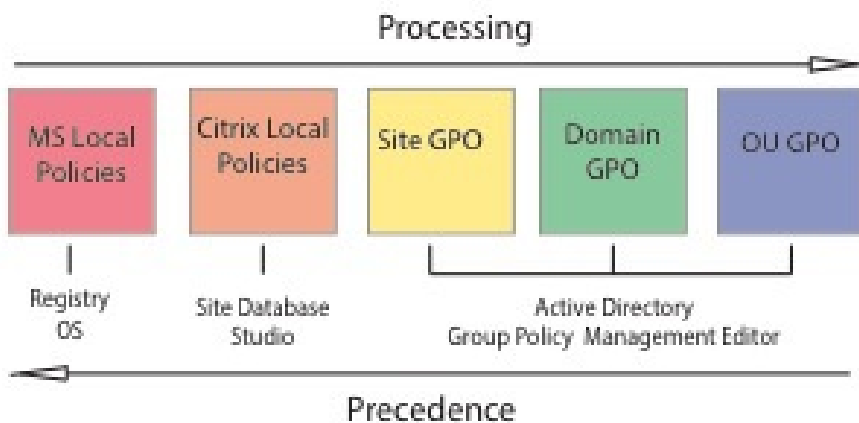 Processing
MS Local
Policies
Citrix Local
Policies
Site GPO
Domain
GPO
OU GPO
Registry
OS
Site Database
Studio
Active Directory
Group Policy Management Editor
Precedence